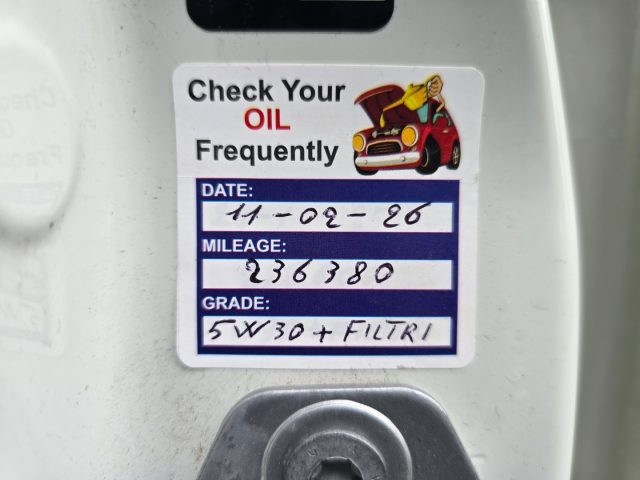 Check Your
OIL
Frequently
DATE:
11-02-26
MILEAGE:
236380
GRADE:
5W30 + FILTRI